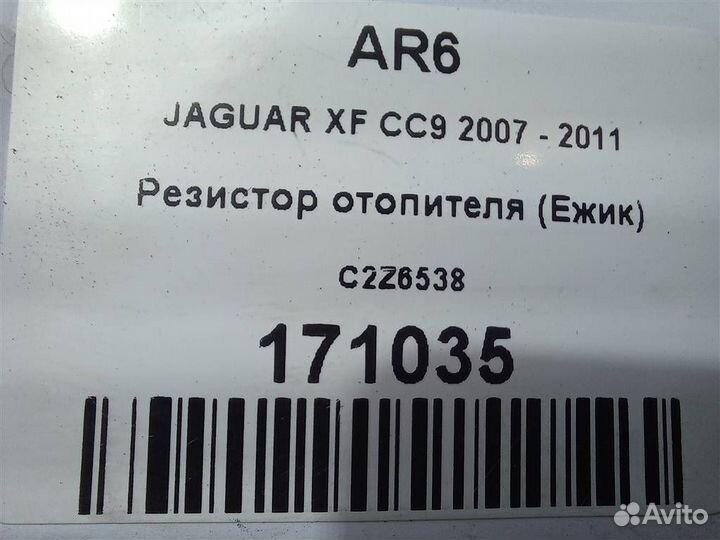 AR6
JAGUAR XF CC9 2007 - 2011
Резистор отопителя (Ежик)
C2Z6538
171035
Avito